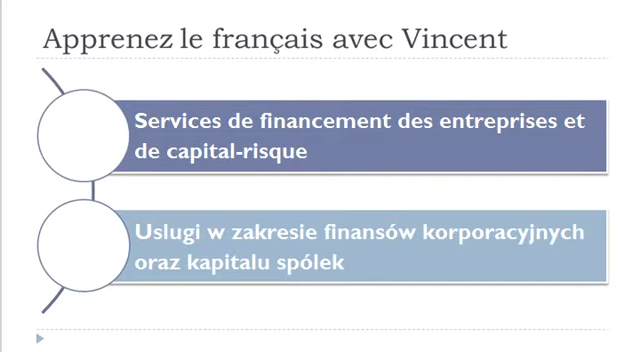 Apprenez le français avec Vincent
Services de financement des entreprises et
de capital-risque
Uslugi w zakresie finansów korporacyjnych
oraz kapitalu spólek